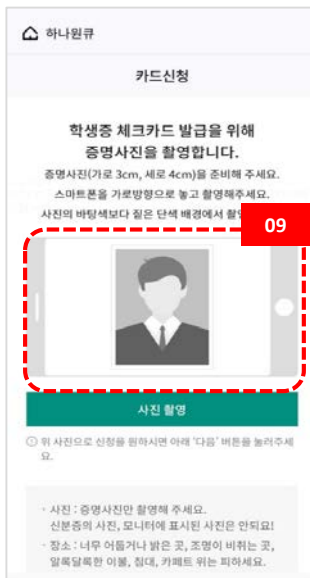 하나원큐
카드신청
학생증 체크카드 발급을 위해
증명사진을 촬영합니다.
증명사진(가로 3cm, 세로 4cm)을 준비해 주세요.
스마트폰을 가로방향으로 놓고 촬영해주세요.
사진의 바탕색보다 짙은 단색 배경에서
09
사진 촬영
위 사진으로 신청을 원하시면 아래 '다음' 버튼을 눌러주세
요.
· 사진 : 증명사진만 촬영해 주세요.
신분증의 사진, 모니터에 표시된 사진은 안되요!
· 장소 : 너무 어둡거나 밝은 곳, 조명이 비취는 곳,
알록달록한 이불, 침대, 카페트 위는 피하세요.